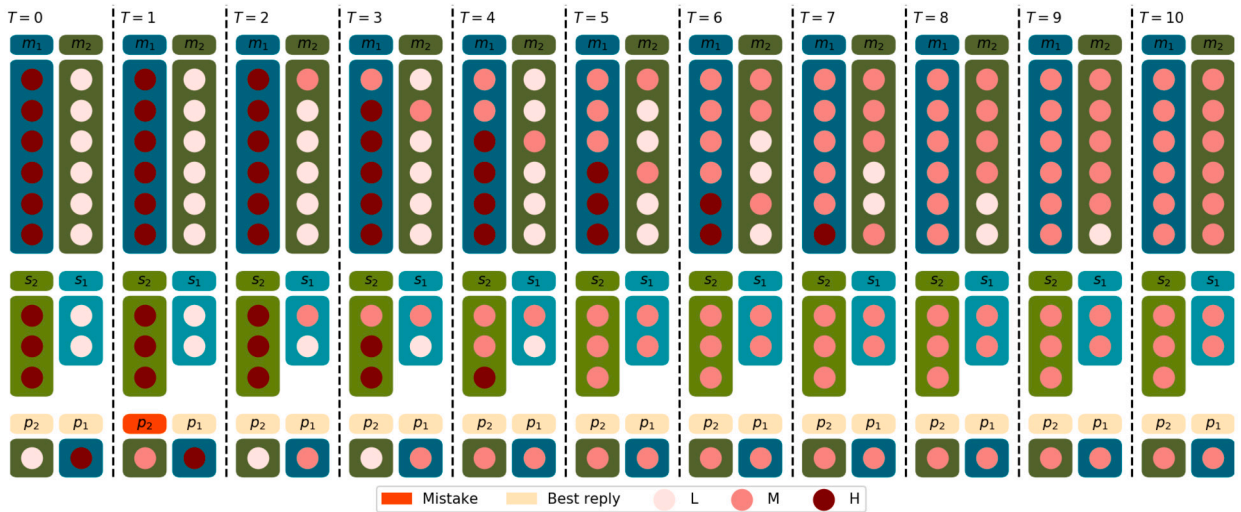 T = 0 T = 1 T = 2 T = 3 T = 4 T = 5 T = 6 T = 7 T = 8 T = 9 T = 10
m₁ m₂ m₁ m₂ m₁ m₂ m₁ m₂ m₁ m₂ m₁ m₂ m₁ m₂ m₁ m₂ m₁ m₂ m₁ m₂ m₁ m₂
s₂ s₁ s₂ s₁ s₂ s₁ s₂ s₁ s₂ s₁ s₂ s₁ s₂ s₁ s₂ s₁ s₂ s₁ s₂ s₁ s₂ s₁
p₂ p₁ p₂ p₁ p₂ p₁ p₂ p₁ p₂ p₁ p₂ p₁ p₂ p₁ p₂ p₁ p₂ p₁ p₂ p₁ p₂ p₁
Mistake Best reply L M H